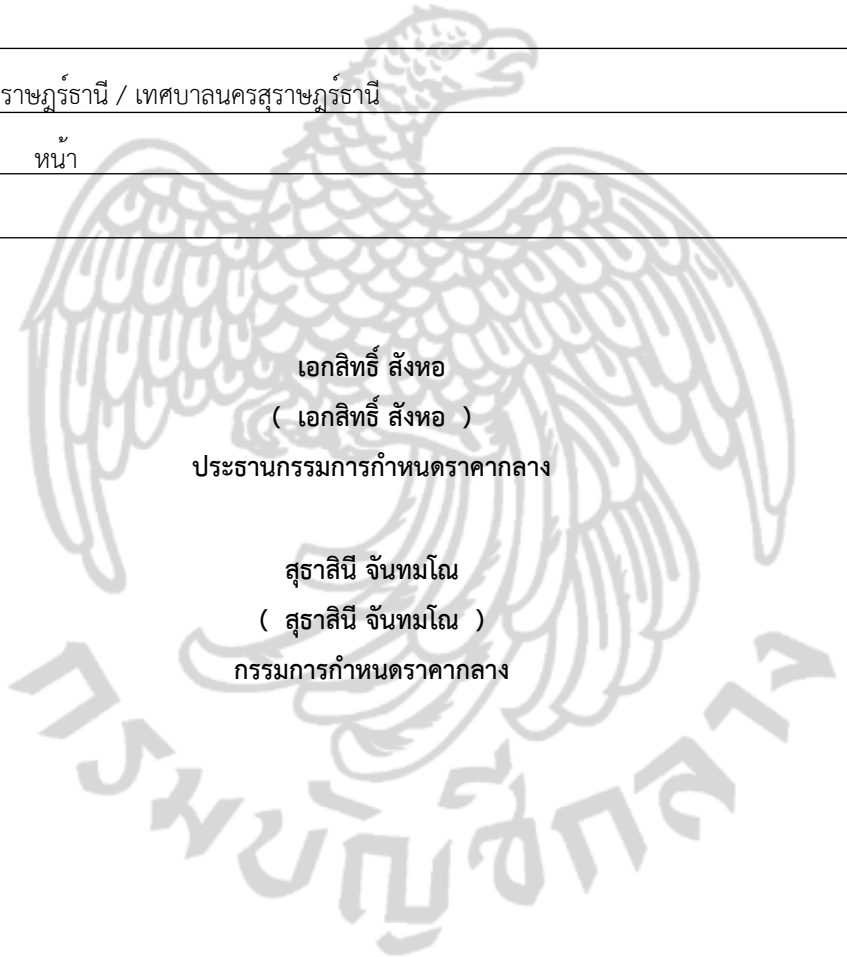 ราษฎร์ธานี / เทศบาลนครสุราษฎร์ธานี
หน้า
เอกสิทธิ์ สังหอ
( เอกสิทธิ์ สังหอ )
ประธานกรรมการกำหนดราคากลาง
สุธาสินี จันทมโณ
( สุธาสินี จันทมโณ )
กรรมการกำหนดราคากลาง
กรมบัญชีกลาง